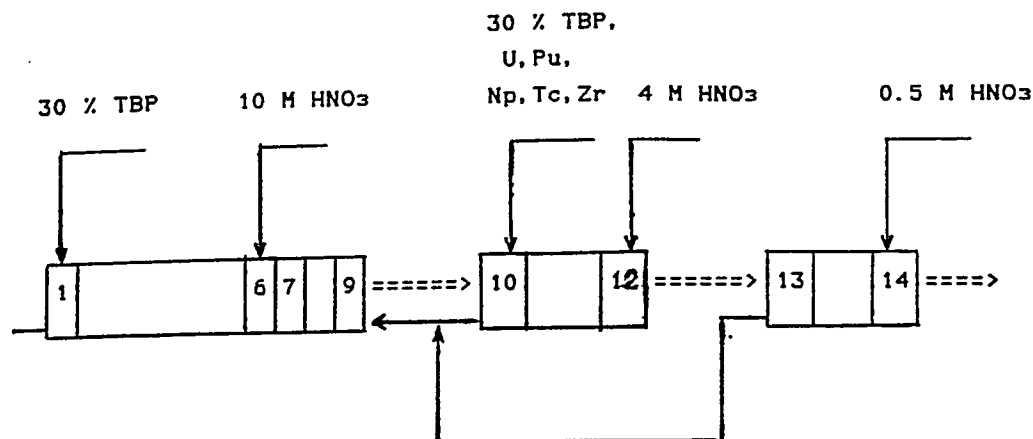 30 % TBP,
U, Pu,
30 % TBP 10 M HNO₃ Np, Tc, Zr 4 M HNO₃ 0.5 M HNO₃
1 6 7 9 ======> 10 12 ======> 13 14 ====>